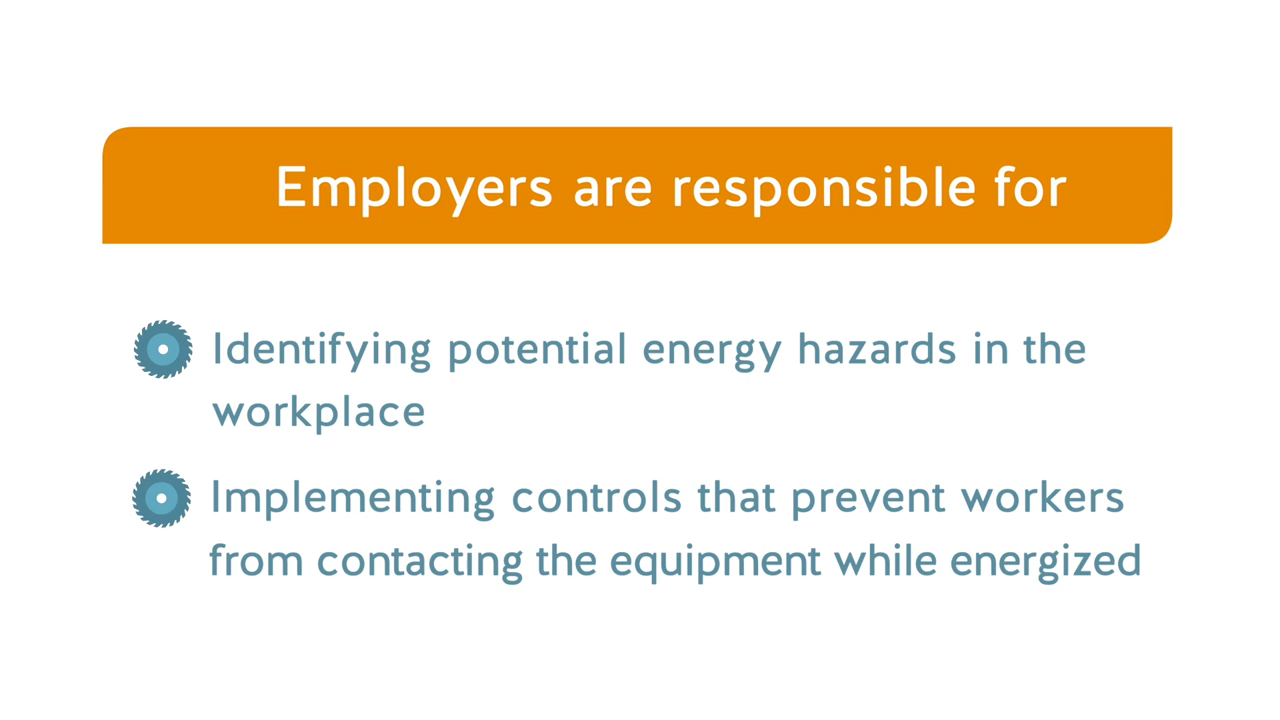 Employers are responsible for
Identifying potential energy hazards in the
workplace
Implementing controls that prevent workers
from contacting the equipment while energized